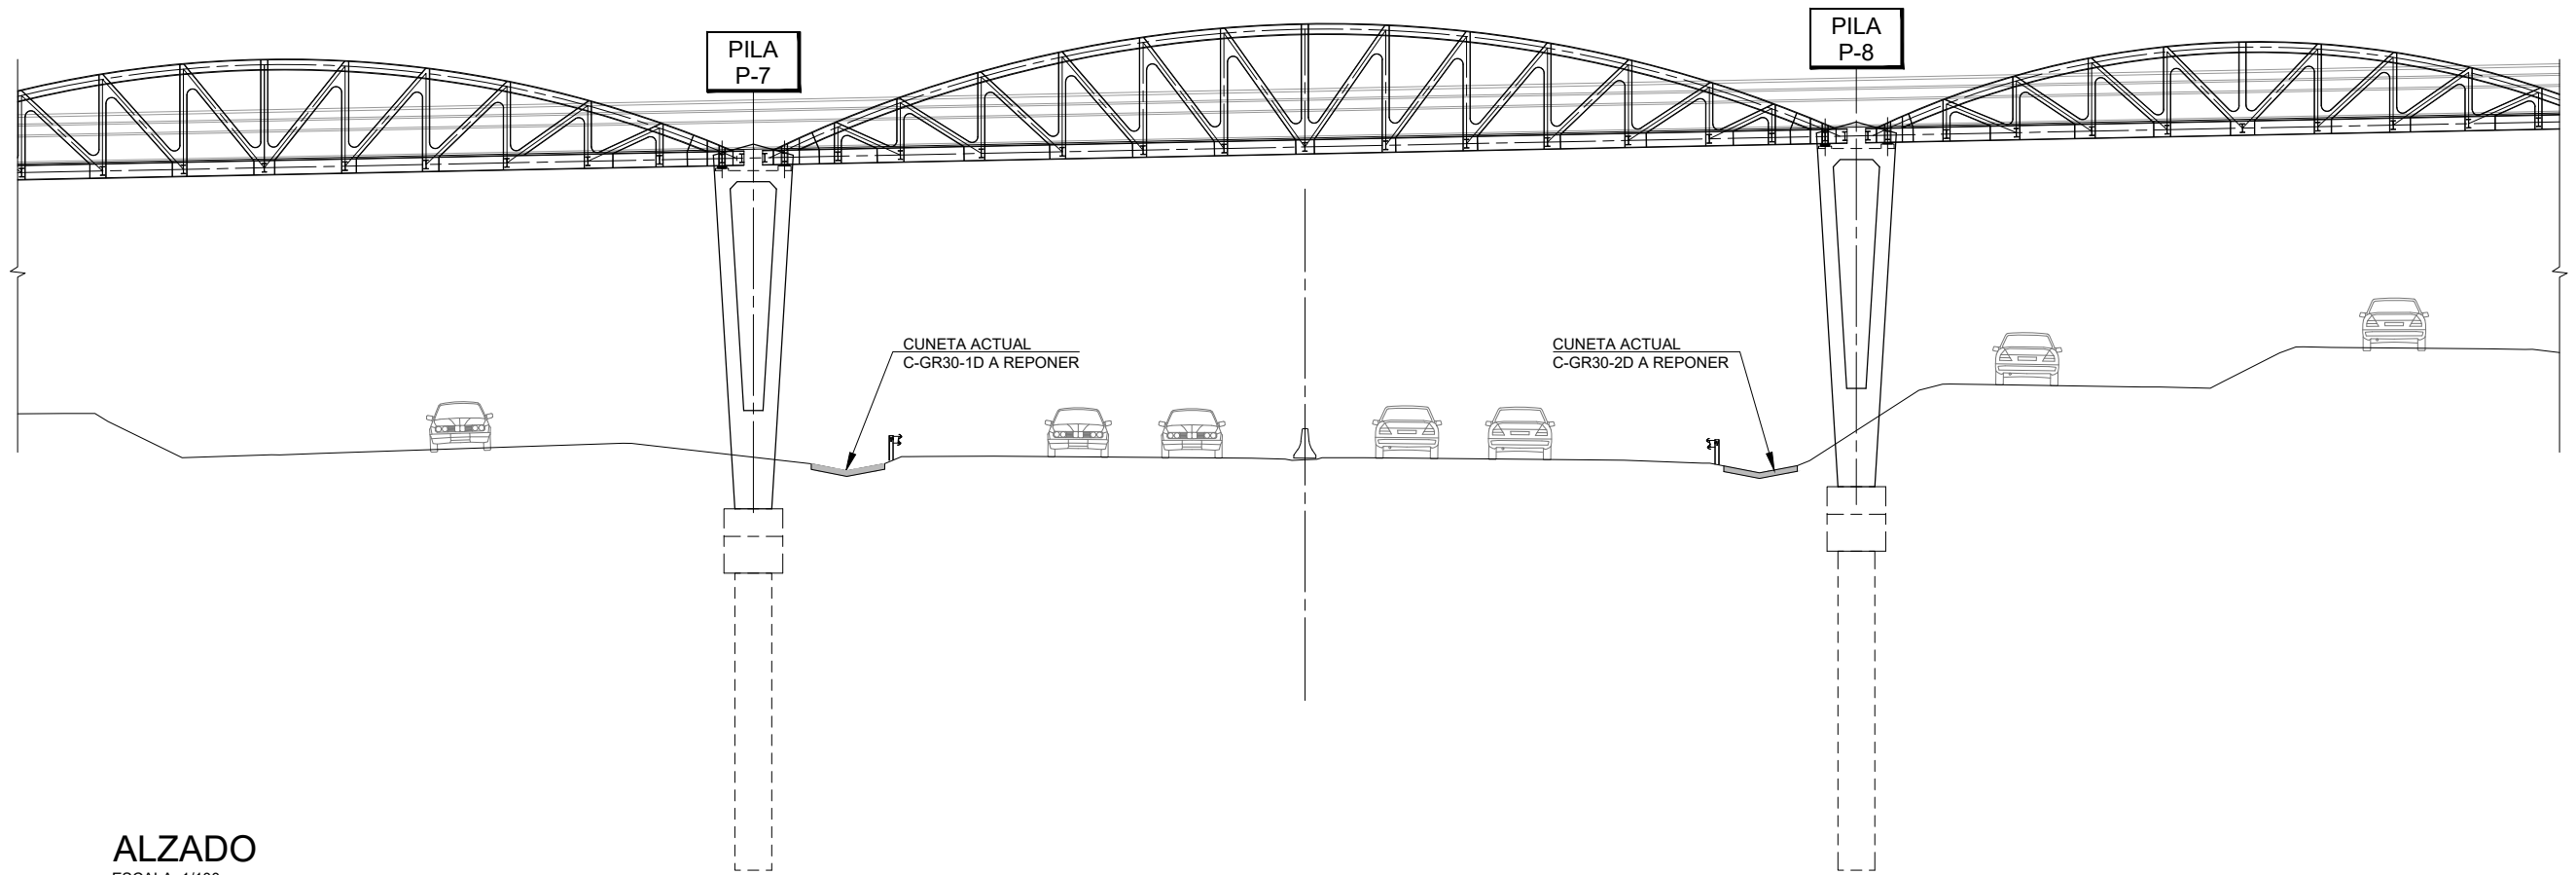 PILA
P-7
PILA
P-8
CUNETA ACTUAL
C-GR30-1D A REPONER
CUNETA ACTUAL
C-GR30-2D A REPONER
ALZADO